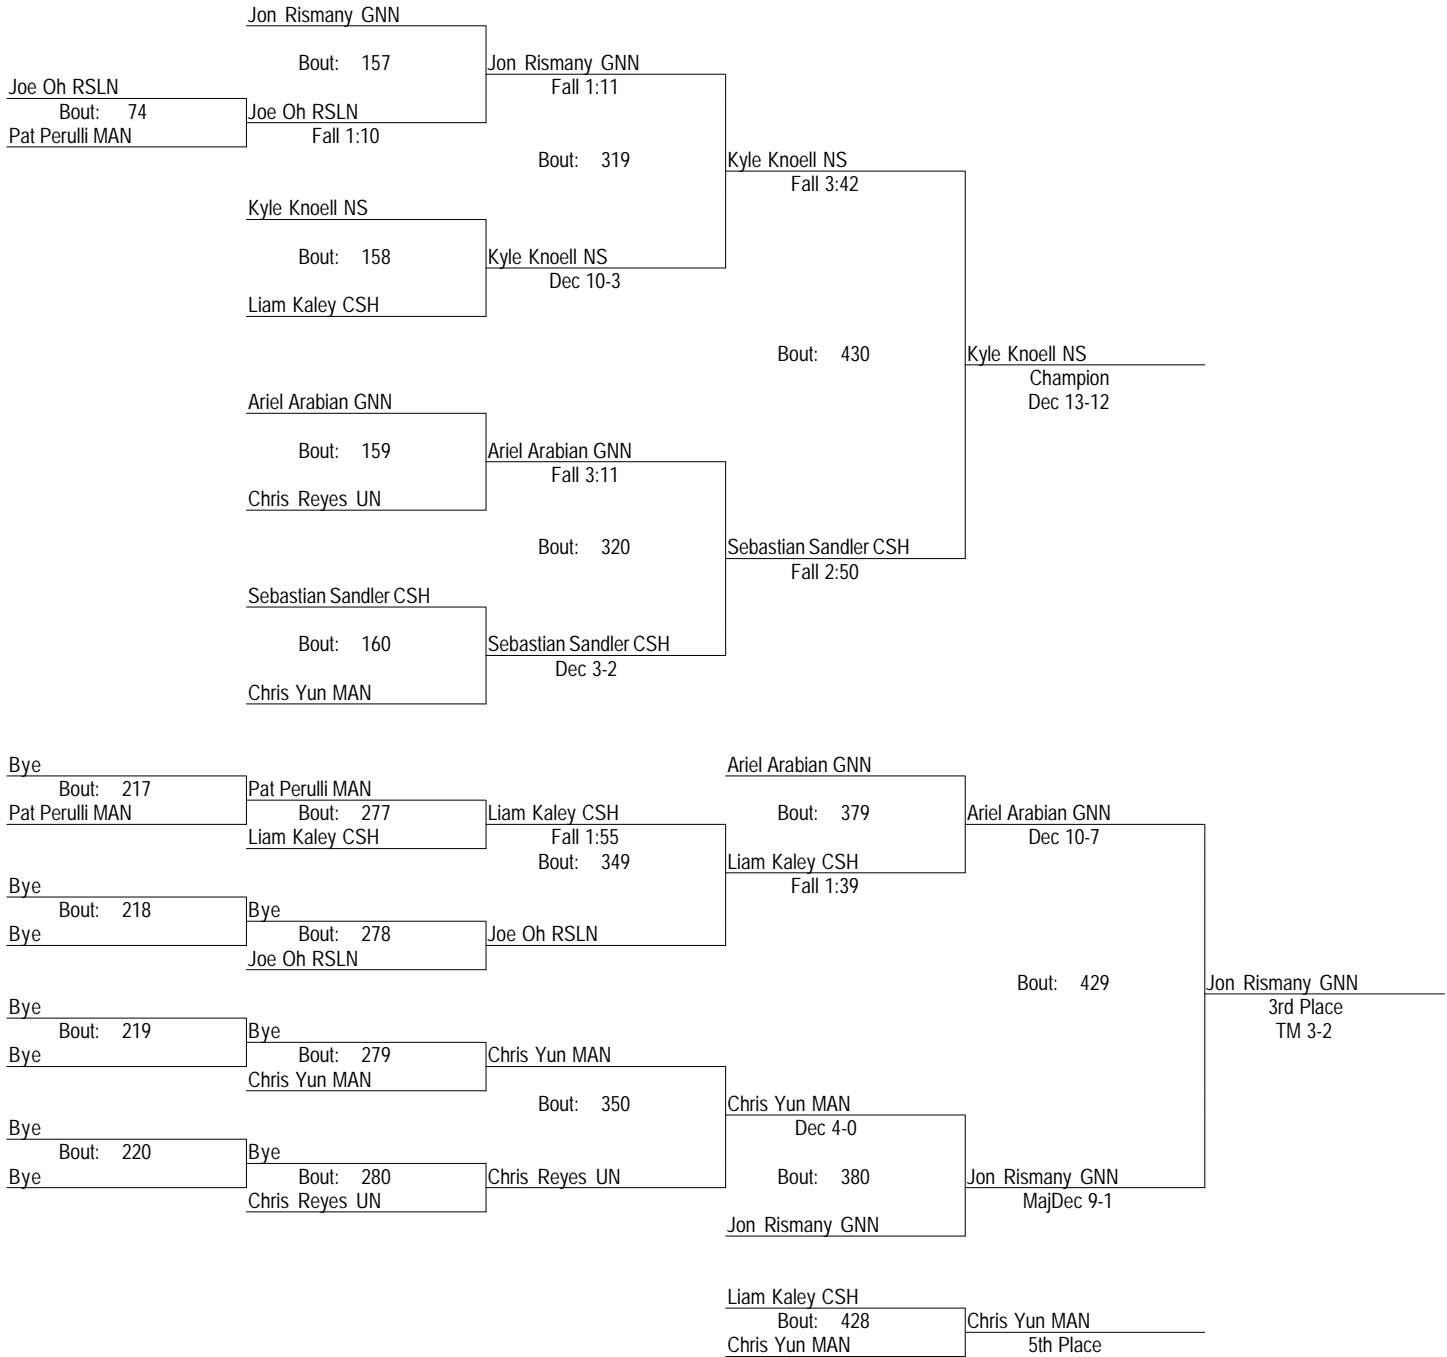 Jon Rismany GNN
Bout: 157
Jon Rismany GNN
Fall 1:11
Joe Oh RSLN
Bout: 74
Pat Perulli MAN
Joe Oh RSLN
Fall 1:10
Bout: 319
Kyle Knoell NS
Fall 3:42
Kyle Knoell NS
Bout: 158
Kyle Knoell NS
Dec 10-3
Liam Kaley CSH
Bout: 430
Kyle Knoell NS
Champion
Dec 13-12
Ariel Arabian GNN
Bout: 159
Ariel Arabian GNN
Fall 3:11
Chris Reyes UN
Bout: 320
Sebastian Sandler CSH
Fall 2:50
Sebastian Sandler CSH
Bout: 160
Sebastian Sandler CSH
Dec 3-2
Chris Yun MAN
Bye
Bout: 217
Pat Perulli MAN
Pat Perulli MAN
Bout: 277
Liam Kaley CSH
Liam Kaley CSH
Fall 1:55
Bout: 349
Ariel Arabian GNN
Bout: 379
Liam Kaley CSH
Fall 1:39
Ariel Arabian GNN
Dec 10-7
Bye
Bout: 218
Bye
Bye
Bout: 278
Joe Oh RSLN
Joe Oh RSLN
Bout: 429
Jon Rismany GNN
3rd Place
TM 3-2
Bye
Bout: 219
Bye
Bye
Bout: 279
Chris Yun MAN
Chris Yun MAN
Bout: 350
Chris Yun MAN
Dec 4-0
Bye
Bout: 220
Bye
Bye
Bout: 280
Chris Reyes UN
Chris Reyes UN
Bout: 380
Jon Rismany GNN
Jon Rismany GNN
MajDec 9-1
Liam Kaley CSH
Bout: 428
Chris Yun MAN
Chris Yun MAN
5th Place